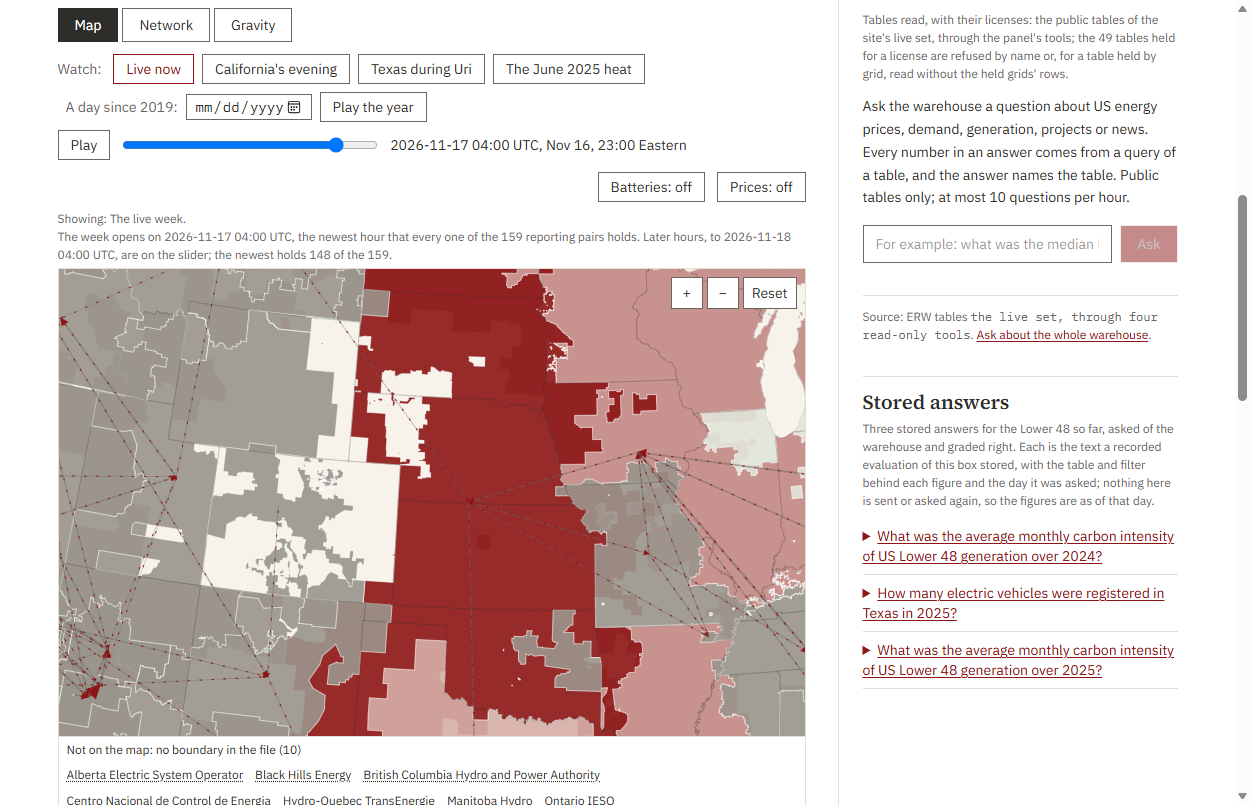 Map
Network
Gravity
Watch:
Live now
California's evening
Texas during Uri
The June 2025 heat
A day since 2019:
mm/dd/yyyy
Play the year
Play
2026-11-17 04:00 UTC, Nov 16, 23:00 Eastern
Batteries: off
Prices: off
Showing: The live week.
The week opens on 2026-11-17 04:00 UTC, the newest hour that every one of the 159 reporting pairs holds. Later hours, to 2026-11-18
04:00 UTC, are on the slider; the newest holds 148 of the 159.
+
−
Reset
Not on the map: no boundary in the file (10)
Alberta Electric System Operator
Black Hills Energy
British Columbia Hydro and Power Authority
Centro Nacional de Control de Energia
Hydro-Quebec TransEnergie
Manitoba Hydro
Ontario IESO
Tables read, with their licenses: the public tables of the
site's live set, through the panel's tools; the 49 tables held
for a license are refused by name or, for a table held by
grid, read without the held grids' rows.
Ask the warehouse a question about US energy
prices, demand, generation, projects or news.
Every number in an answer comes from a query of
a table, and the answer names the table. Public
tables only; at most 10 questions per hour.
For example: what was the median
Ask
Source: ERW tables the live set, through four
read-only tools. Ask about the whole warehouse.
Stored answers
Three stored answers for the Lower 48 so far, asked of the
warehouse and graded right. Each is the text a recorded
evaluation of this box stored, with the table and filter
behind each figure and the day it was asked; nothing here
is sent or asked again, so the figures are as of that day.
What was the average monthly carbon intensity
of US Lower 48 generation over 2024?
How many electric vehicles were registered in
Texas in 2025?
What was the average monthly carbon intensity
of US Lower 48 generation over 2025?